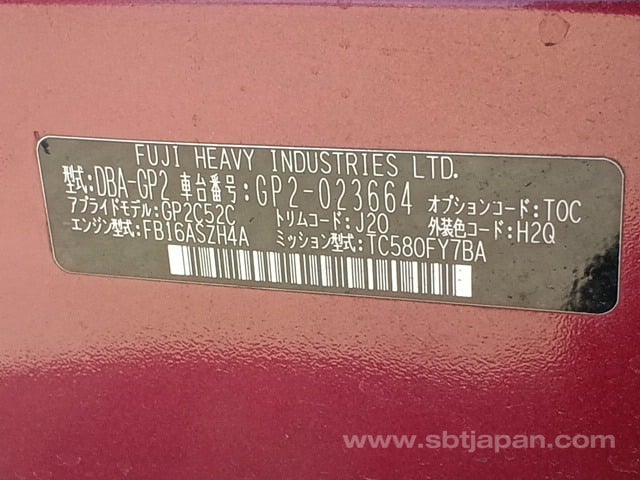 FUJI HEAVY INDUSTRIES LTD.
型式:DBA-GP2 車台番号:GP2-023664 オプションコード:TOC
アプライドモデル:GP2C52C トリムコード:J20 外装色コード:H2Q
エンジン型式:FB16ASZH4A ミッション型式:TC580FY7BA
www.sbtjapan.com